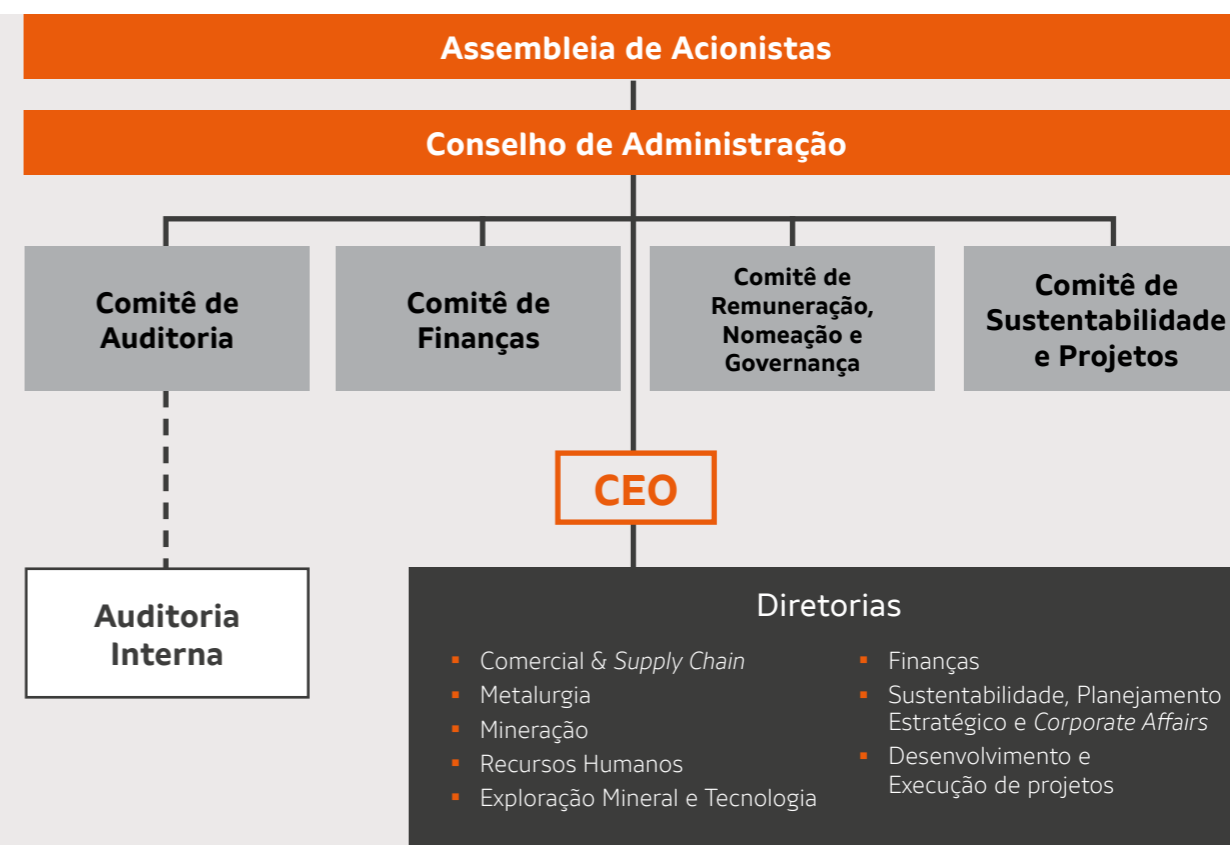 Assembleia de Acionistas
Conselho de Administração
Comitê de
Auditoria
Comitê de
Finanças
Comitê de
Remuneração,
Nomeação e
Governança
Comitê de
Sustentabilidade
e Projetos
CEO
Auditoria
Interna
Diretorias
▪ Comercial & Supply Chain
▪ Metalurgia
▪ Mineração
▪ Recursos Humanos
▪ Exploração Mineral e Tecnologia
▪ Finanças
▪ Sustentabilidade, Planejamento
Estratégico e Corporate Affairs
▪ Desenvolvimento e
Execução de projetos